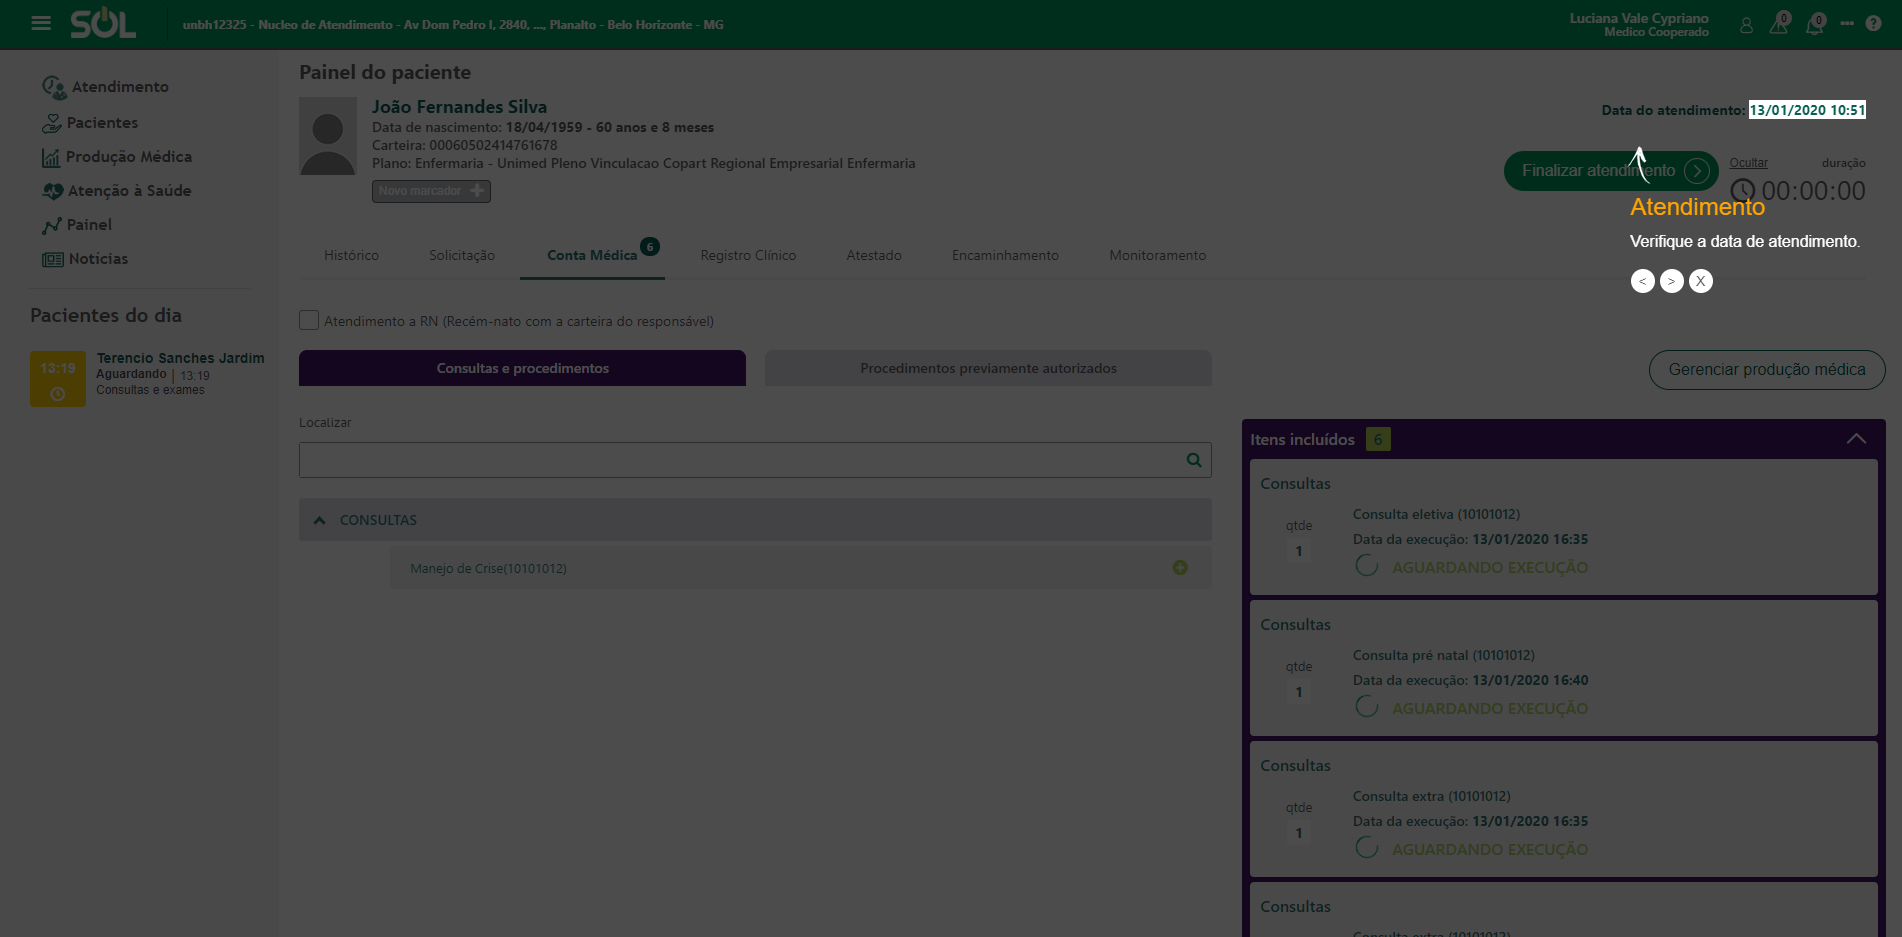 SOL
unbh12325 - Nucleo de Atendimento - Av Dom Pedro I, 2840, ..., Planalto - Belo Horizonte - MG
Luciana Vale Cypriano
Medico Cooperado
0
0
?
Atendimento
Pacientes
Produção Médica
Atenção à Saúde
Painel
Notícias
Pacientes do dia
13:19
Terencio Sanches Jardim
Aguardando | 13:19
Consultas e exames
Painel do paciente
João Fernandes Silva
Data de nascimento: 18/04/1959 - 60 anos e 8 meses
Carteira: 00060502414761678
Plano: Enfermaria - Unimed Pleno Vinculacao Copart Regional Empresarial Enfermaria
Novo marcador
Data do atendimento: 13/01/2020 10:51
Finalizar atendimento
Ocultar
duração
00:00:00
Atendimento
Verifique a data de atendimento.
< > X
Histórico
Solicitação
Conta Médica 6
Registro Clínico
Atestado
Encaminhamento
Monitoramento
Atendimento a RN (Recém-nato com a carteira do responsável)
Consultas e procedimentos
Procedimentos previamente autorizados
Gerenciar produção médica
Localizar
CONSULTAS
Manejo de Crise(10101012)
Itens incluídos 6
Consultas
qtde
1
Consulta eletiva (10101012)
Data da execução: 13/01/2020 16:35
AGUARDANDO EXECUÇÃO
Consultas
qtde
1
Consulta pré natal (10101012)
Data da execução: 13/01/2020 16:40
AGUARDANDO EXECUÇÃO
Consultas
qtde
1
Consulta extra (10101012)
Data da execução: 13/01/2020 16:35
AGUARDANDO EXECUÇÃO
Consultas
Consulta extra (10101012)